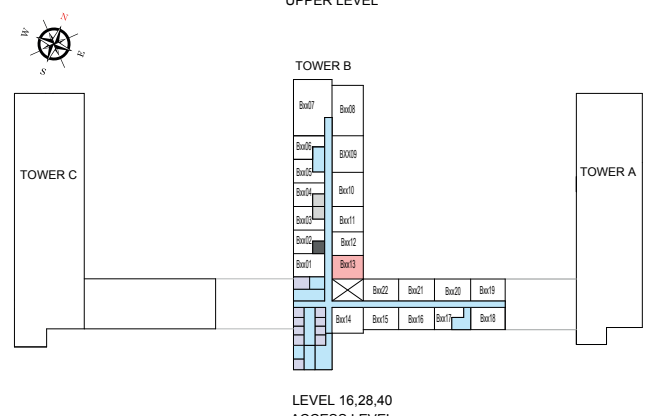 UPPER LEVEL
N
W
E
S
TOWER B
Bxx07
Bxx08
Bxx06
BXX09
Bxx05
TOWER C
TOWER A
Bxx04
Bxx10
Bxx03
Bxx11
Bxx02
Bxx12
Bxx01
Bxx13
Bxx22
Bxx21
Bxx20
Bxx19
Bxx14
Bxx15
Bxx16
Bxx17
Bxx18
LEVEL 16,28,40
ACCESS LEVEL